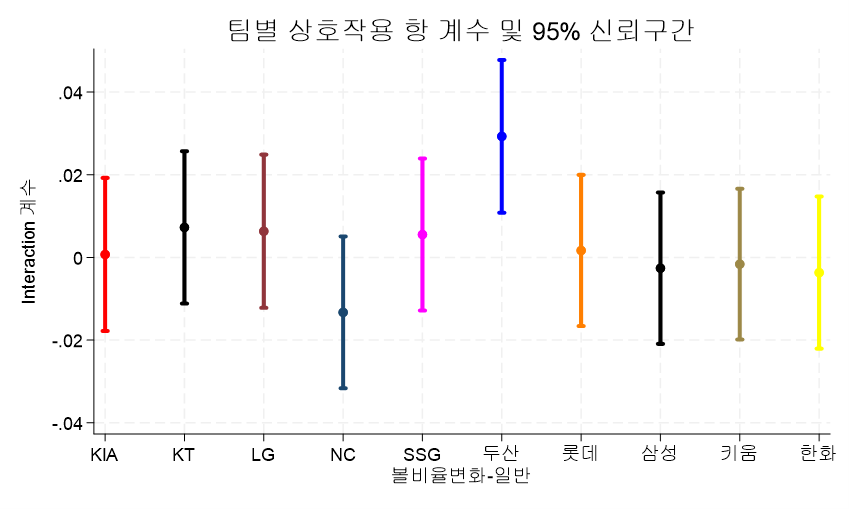 팀별 상호작용 항 계수 및 95% 신뢰구간
Interaction 계수
.04
.02
0
-.02
-.04
KIA KT LG NC SSG 두산 롯데 삼성 키움 한화
볼비율변화-일반